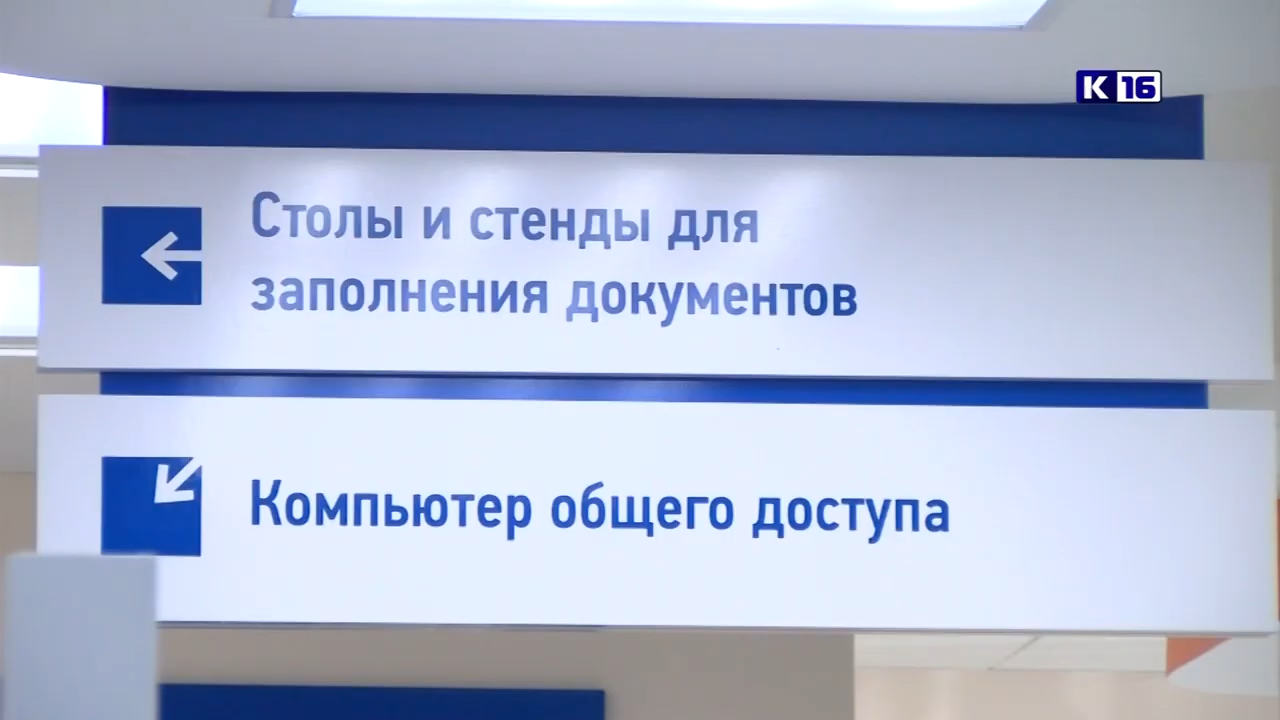 К 16
Столы и стенды для
заполнения документов
Компьютер общего доступа